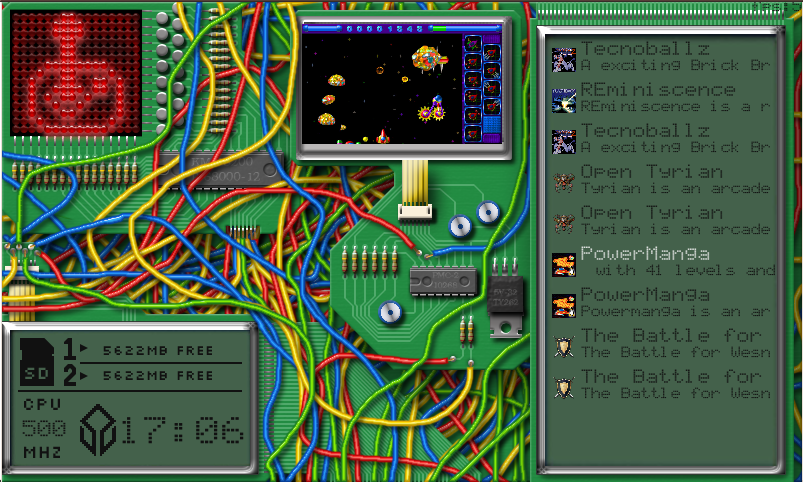 0001545
Tecnoballz
A exciting Brick Br
REminiscence
REminiscence is a r
Tecnoballz
A exciting Brick Br
Open Tyrian
Tyrian is an arcade
Open Tyrian
Tyrian is an arcade
PowerManga
with 41 levels and
PowerManga
Powermanga is an ar
The Battle for
The Battle for Wesn
The Battle for
The Battle for Wesn
SD
1 5622MB FREE
2 5622MB FREE
CPU
500
MHZ
17:06